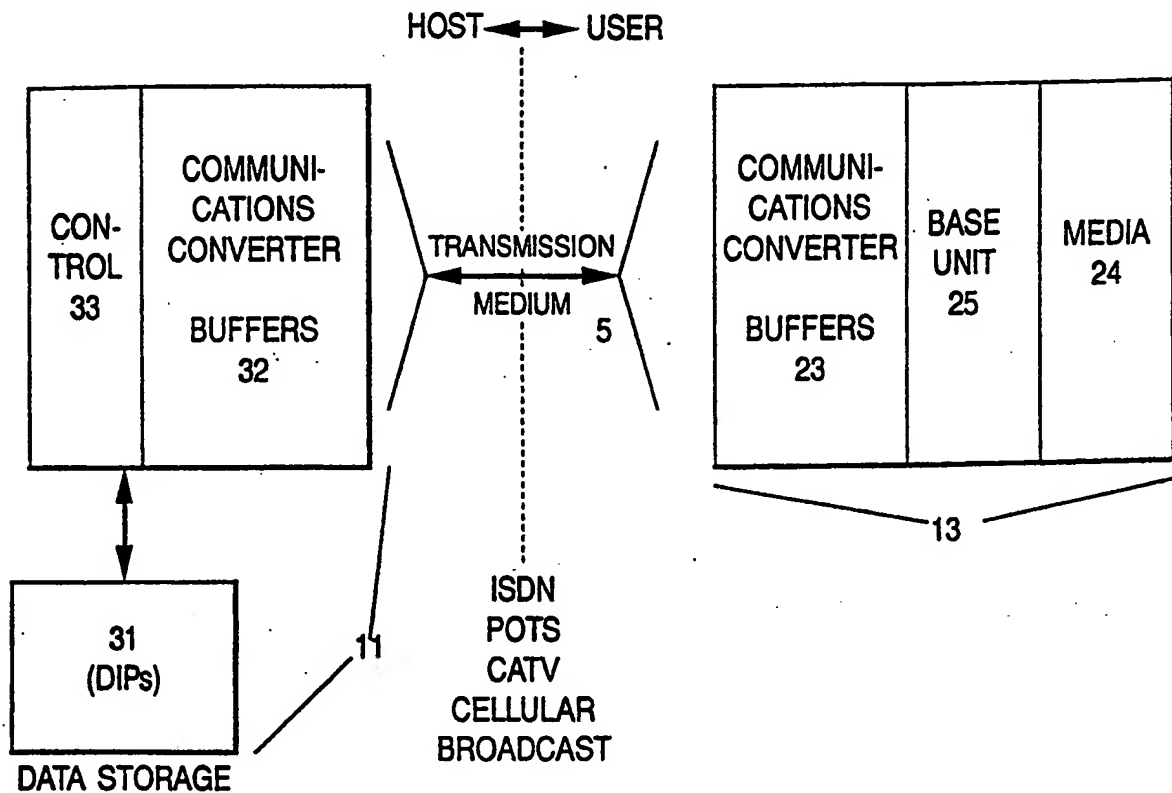 HOST USER
CON-
TROL
33
COMMUNI-
CATIONS
CONVERTER
BUFFERS
32
TRANSMISSION
MEDIUM
5
COMMUNI-
CATIONS
CONVERTER
BUFFERS
23
BASE
UNIT
25
MEDIA
24
13
31
(DIPs)
DATA STORAGE
11
ISDN
POTS
CATV
CELLULAR
BROADCAST